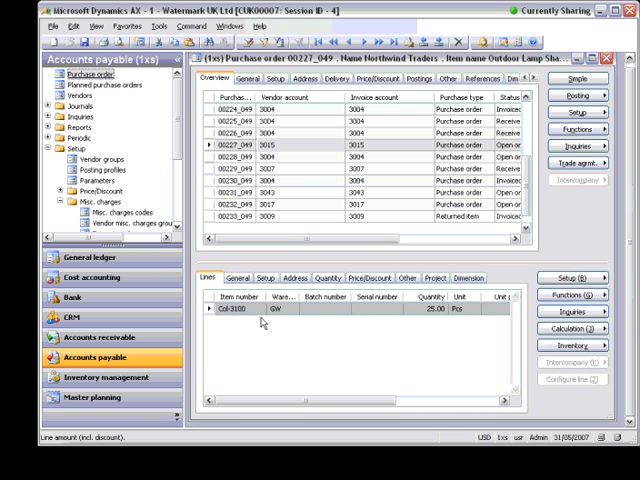 Microsoft Dynamics AX - 1 - Watermark UK Ltd [CUK00007: Session ID - 4]
Currently Sharing
File Edit View Favorites Tools Command Windows Help
Accounts payable (1xs)
Purchase order
Planned purchase orders
Vendors
Journals
Inquiries
Reports
Periodic
Setup
Vendor groups
Posting profiles
Parameters
Price/Discount
Misc. charges
Misc. charges codes
Vendor misc. charges grou
General ledger
Cost accounting
Bank
CRM
Accounts receivable
Accounts payable
Inventory management
Master planning
(1xs) Purchase order 00227_049 , Name Northwind Traders , Item name Outdoor Lamp Sha...
Overview General Setup Address Delivery Price/Discount Postings Other References Dim
Purchas... Vendor account Invoice account Purchase type Status
00224_049 3004 3004 Purchase order Invoiced
00225_049 3004 3004 Purchase order Receive
00226_049 3004 3004 Purchase order Receive
00227_049 3015 3015 Purchase order Open or
00228_049 3004 3004 Purchase order Open or
00229_049 3007 3007 Purchase order Receive
00230_049 3004 3004 Purchase order Invoiced
00231_049 3043 3043 Purchase order Open or
00232_049 3017 3017 Purchase order Open or
00233_049 3009 3009 Returned item Invoiced
Simple
Posting
Setup
Functions
Inquiries
Trade agrmt.
Intercompany
Lines General Setup Address Quantity Price/Discount Other Project Dimension
Item number Ware... Batch number Serial number Quantity Unit Unit p
Col-3100 GW 25.00 Pcs
Setup (B)
Functions (G)
Inquiries
Calculation (J)
Inventory
Intercompany (K)
Configure line (Z)
Line amount (incl. discount).
USD 1xs usr Admin 31/05/2007